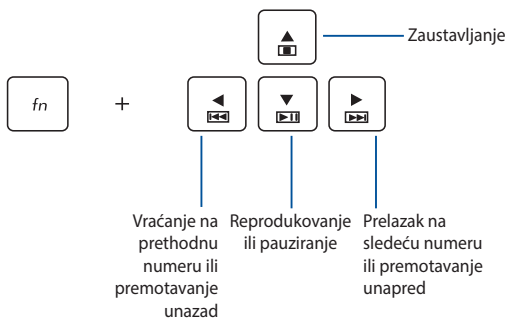 Zaustavljanje
fn
+
Vraćanje na
prethodnu
numeru ili
premotavanje
unazad
Reprodukovanje
ili pauziranje
Prelazak na
sledeću numeru
ili premotavanje
unapred